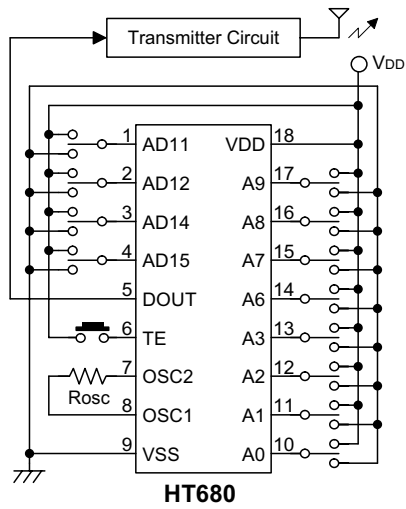 Transmitter Circuit
VDD
1 AD11 VDD 18
2 AD12 A9 17
3 AD14 A8 16
4 AD15 A7 15
5 DOUT A6 14
6 TE A3 13
7 OSC2 A2 12
Rosc
8 OSC1 A1 11
9 VSS A0 10
HT680